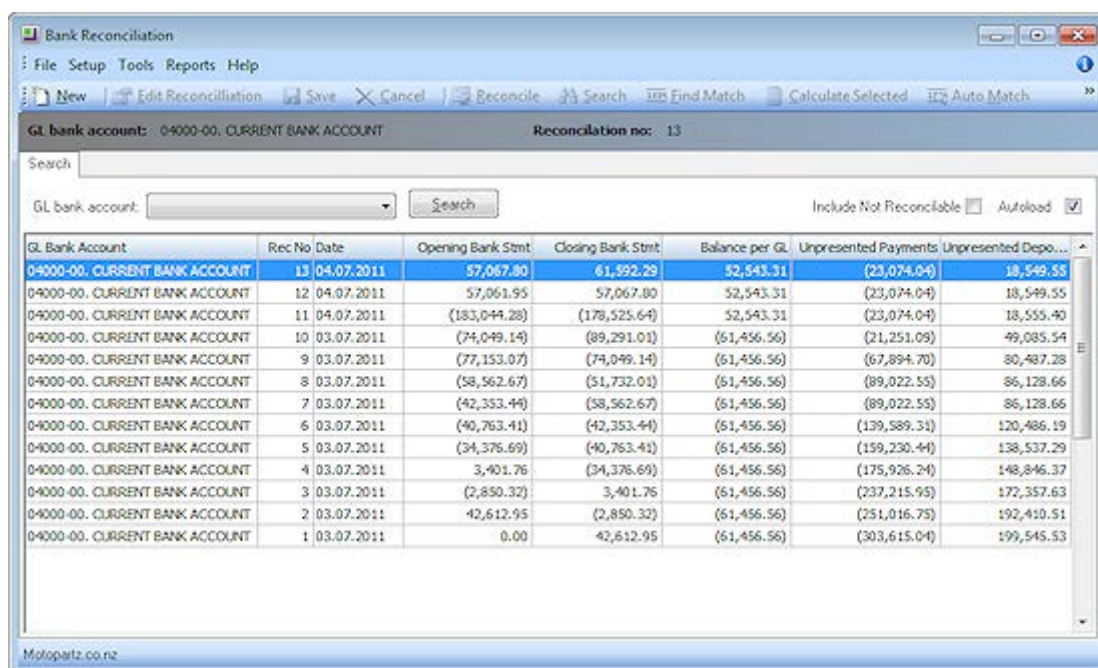 Bank Reconciliation
File Setup Tools Reports Help
New Edit Reconcilliation Save Cancel Reconcile Search Find Match Calculate Selected Auto Match »
GL bank account: 04000-00. CURRENT BANK ACCOUNT Reconcilation no: 13
Search
GL bank account: Search Include Not Reconcilable Autoload
GL Bank Account Rec No Date Opening Bank Stmt Closing Bank Stmt Balance per GL Unpresented Payments Unpresented Depo...
04000-00. CURRENT BANK ACCOUNT 13 04.07.2011 57,067.80 61,592.29 52,543.31 (23,074.04) 18,549.55
04000-00. CURRENT BANK ACCOUNT 12 04.07.2011 57,061.95 57,067.80 52,543.31 (23,074.04) 18,549.55
04000-00. CURRENT BANK ACCOUNT 11 04.07.2011 (183,044.28) (178,525.64) 52,543.31 (23,074.04) 18,555.40
04000-00. CURRENT BANK ACCOUNT 10 03.07.2011 (74,049.14) (89,291.01) (61,456.56) (21,251.09) 49,085.54
04000-00. CURRENT BANK ACCOUNT 9 03.07.2011 (77,153.07) (74,049.14) (61,456.56) (67,894.70) 80,487.28
04000-00. CURRENT BANK ACCOUNT 8 03.07.2011 (58,562.67) (51,732.01) (61,456.56) (89,022.55) 86,128.66
04000-00. CURRENT BANK ACCOUNT 7 03.07.2011 (42,353.44) (58,562.67) (61,456.56) (89,022.55) 86,128.66
04000-00. CURRENT BANK ACCOUNT 6 03.07.2011 (40,763.41) (42,353.44) (61,456.56) (139,589.31) 120,486.19
04000-00. CURRENT BANK ACCOUNT 5 03.07.2011 (34,376.69) (40,763.41) (61,456.56) (159,230.44) 138,537.29
04000-00. CURRENT BANK ACCOUNT 4 03.07.2011 3,401.76 (34,376.69) (61,456.56) (175,926.24) 148,846.37
04000-00. CURRENT BANK ACCOUNT 3 03.07.2011 (2,850.32) 3,401.76 (61,456.56) (237,215.95) 172,357.63
04000-00. CURRENT BANK ACCOUNT 2 03.07.2011 42,612.95 (2,850.32) (61,456.56) (251,016.75) 192,410.51
04000-00. CURRENT BANK ACCOUNT 1 03.07.2011 0.00 42,612.95 (61,456.56) (303,615.04) 199,545.53
Motopartz.co.nz